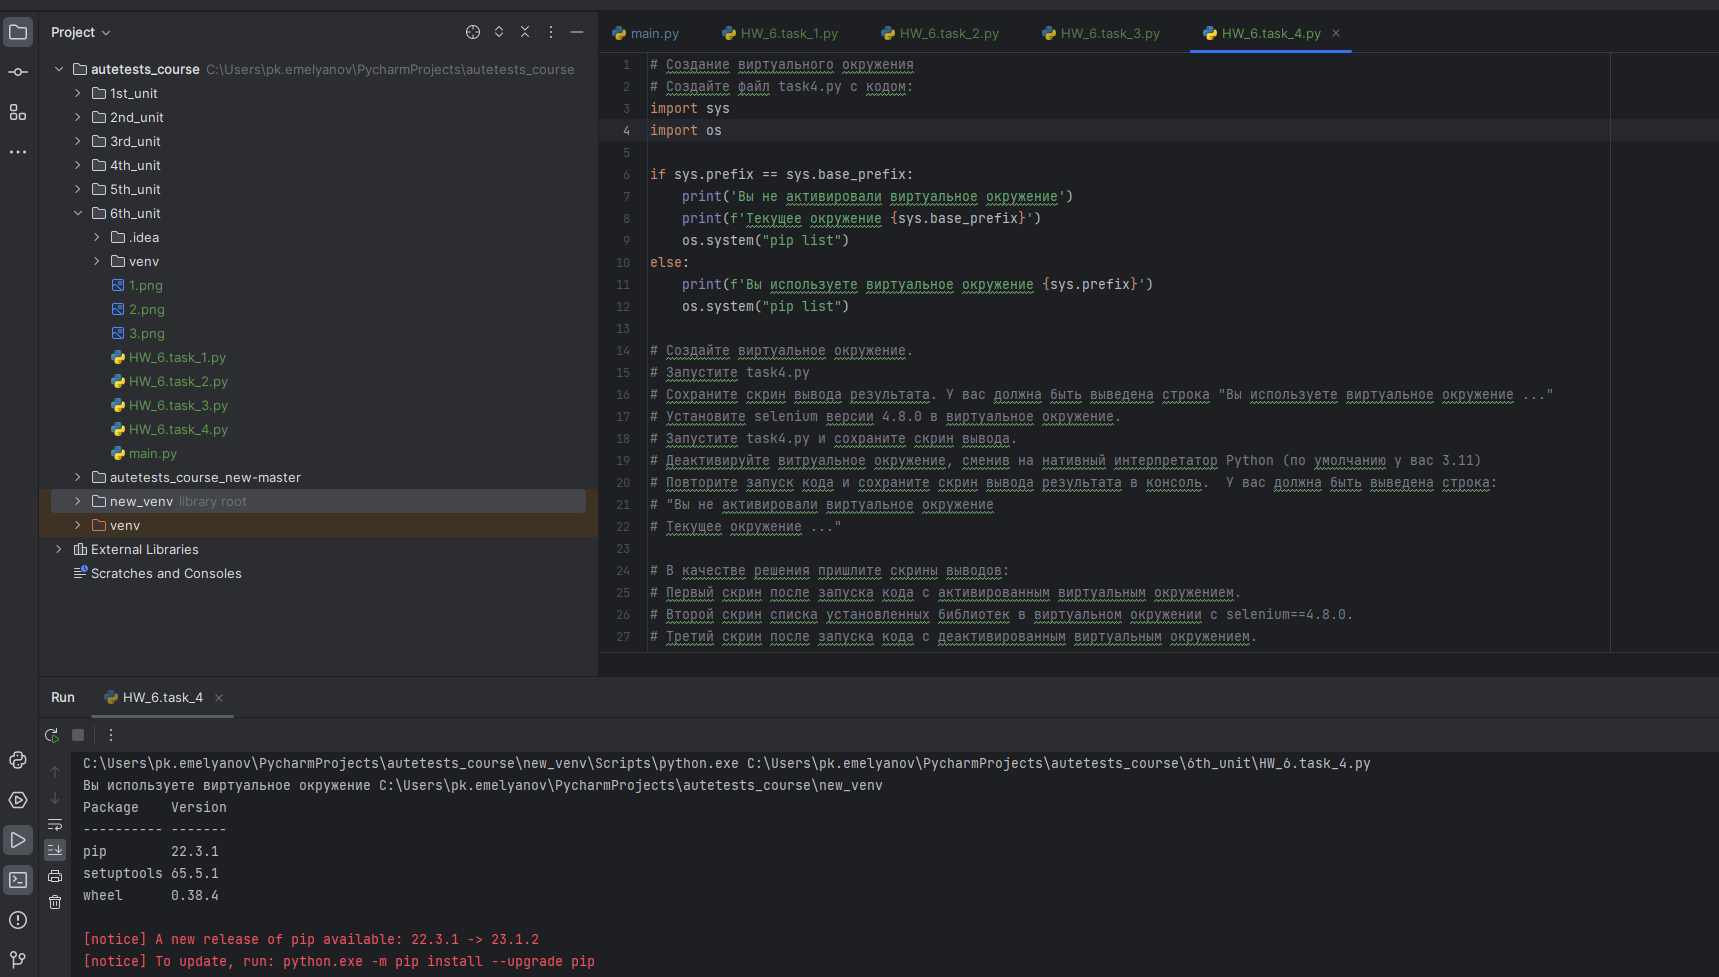 Project
autetests_course C:\Users\pk.emelyanov\PycharmProjects\autetests_course
1st_unit
2nd_unit
3rd_unit
4th_unit
5th_unit
6th_unit
.idea
venv
1.png
2.png
3.png
HW_6.task_1.py
HW_6.task_2.py
HW_6.task_3.py
HW_6.task_4.py
main.py
autetests_course_new-master
new_venv library root
venv
External Libraries
Scratches and Consoles
main.py HW_6.task_1.py HW_6.task_2.py HW_6.task_3.py HW_6.task_4.py
1 # Создание виртуального окружения
2 # Создайте файл task4.py с кодом:
3 import sys
4 import os
5
6 if sys.prefix == sys.base_prefix:
7 print('Вы не активировали виртуальное окружение')
8 print(f'Текущее окружение {sys.base_prefix}')
9 os.system("pip list")
10 else:
11 print(f'Вы используете виртуальное окружение {sys.prefix}')
12 os.system("pip list")
13
14 # Создайте виртуальное окружение.
15 # Запустите task4.py
16 # Сохраните скрин вывода результата. У вас должна быть выведена строка "Вы используете виртуальное окружение ..."
17 # Установите selenium версии 4.8.0 в виртуальное окружение.
18 # Запустите task4.py и сохраните скрин вывода.
19 # Деактивируйте витруальное окружение, сменив на нативный интерпретатор Python (по умолчанию у вас 3.11)
20 # Повторите запуск кода и сохраните скрин вывода результата в консоль.  У вас должна быть выведена строка:
21 # "Вы не активировали виртуальное окружение
22 # Текущее окружение ..."
23
24 # В качестве решения пришлите скрины выводов:
25 # Первый скрин после запуска кода с активированным виртуальным окружением.
26 # Второй скрин списка установленных библиотек в виртуальном окружении с selenium==4.8.0.
27 # Третий скрин после запуска кода с деактивированным виртуальным окружением.
Run HW_6.task_4
C:\Users\pk.emelyanov\PycharmProjects\autetests_course\new_venv\Scripts\python.exe C:\Users\pk.emelyanov\PycharmProjects\autetests_course\6th_unit\HW_6.task_4.py
Вы используете виртуальное окружение C:\Users\pk.emelyanov\PycharmProjects\autetests_course\new_venv
Package    Version
---------- -------
pip        22.3.1
setuptools 65.5.1
wheel      0.38.4
[notice] A new release of pip available: 22.3.1 -> 23.1.2
[notice] To update, run: python.exe -m pip install --upgrade pip